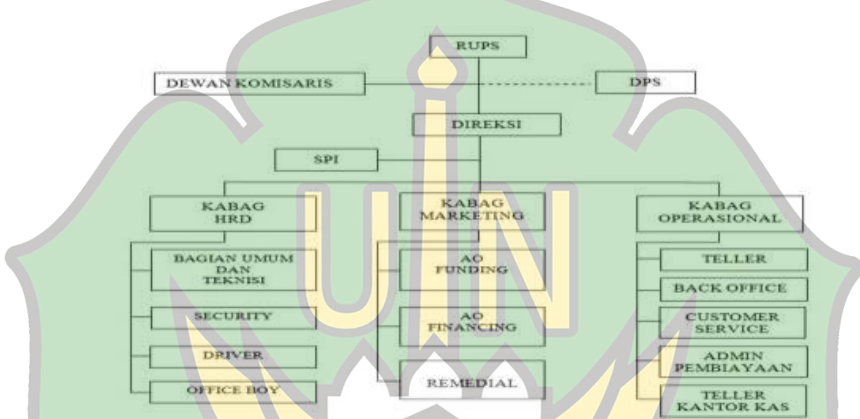 RUPS
DEWAN KOMISARIS
DPS
DIREKSI
SPI
KABAG
HRD
KABAG
MARKETING
KABAG
OPERASIONAL
BAGIAN UMUM
DAN
TEKNISI
SECURITY
DRIVER
OFFICE BOY
AO
FUNDING
AO
FINANCING
REMEDIAL
TELLER
BACK OFFICE
CUSTOMER
SERVICE
ADMIN
PEMBIAYAAN
TELLER
KANTOR KAS
UIN